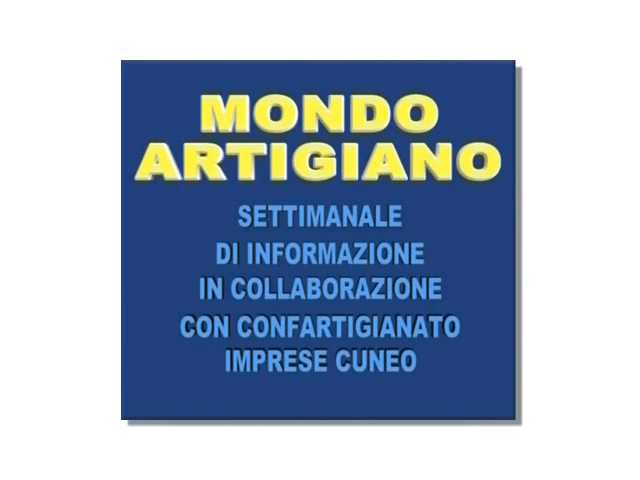 MONDO
ARTIGIANO
SETTIMANALE
DI INFORMAZIONE
IN COLLABORAZIONE
CON CONFARTIGIANATO
IMPRESE CUNEO